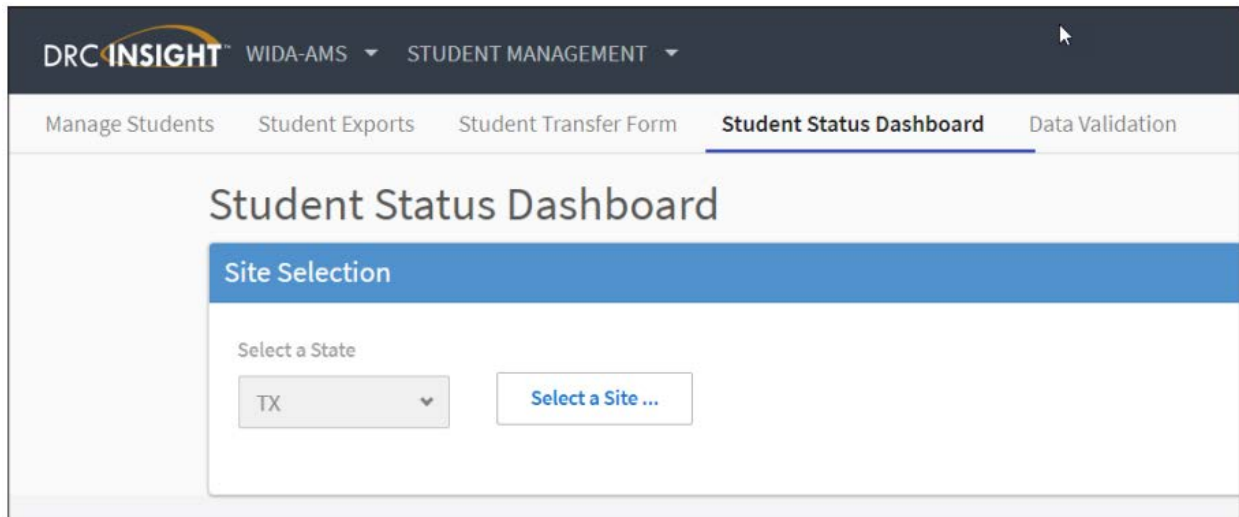 DRC INSIGHT™ WIDA-AMS STUDENT MANAGEMENT
Manage Students Student Exports Student Transfer Form Student Status Dashboard Data Validation
Student Status Dashboard
Site Selection
Select a State
TX Select a Site ...